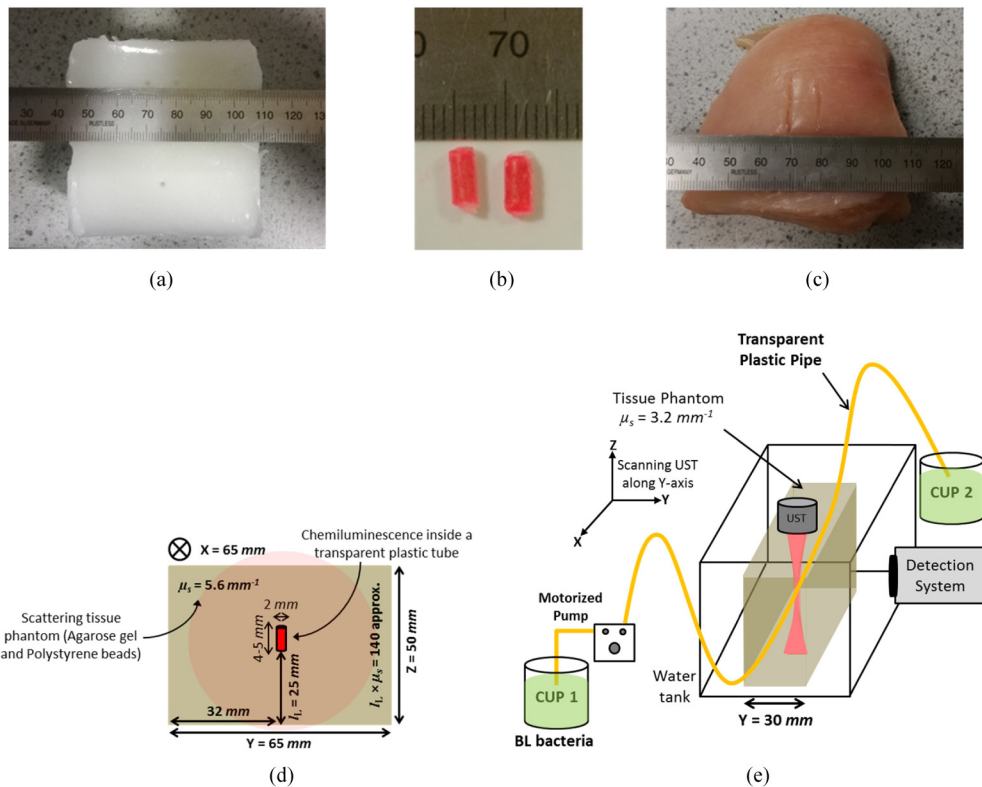 30 40 50 60 70 80 90 100 110 120 13
RUSTLESS
(a)
0 70
(b)
30 40 50 60 70 80 90 100 110 120
GERMANY RUSTLESS
(c)
Transparent
Plastic Pipe
Tissue Phantom
μs = 3.2 mm-1
Z
Scanning UST
along Y-axis
Y
X
UST
CUP 2
Detection
System
Motorized
Pump
CUP 1
BL bacteria
Water
tank
Y = 30 mm
(e)
Chemiluminescence inside a
transparent plastic tube
X = 65 mm
μs = 5.6 mm-1
Scattering tissue
phantom (Agarose gel
and Polystyrene beads)
2 mm
4-5 mm
lL = 25 mm
lL × μs = 140 approx.
Z = 50 mm
32 mm
Y = 65 mm
(d)